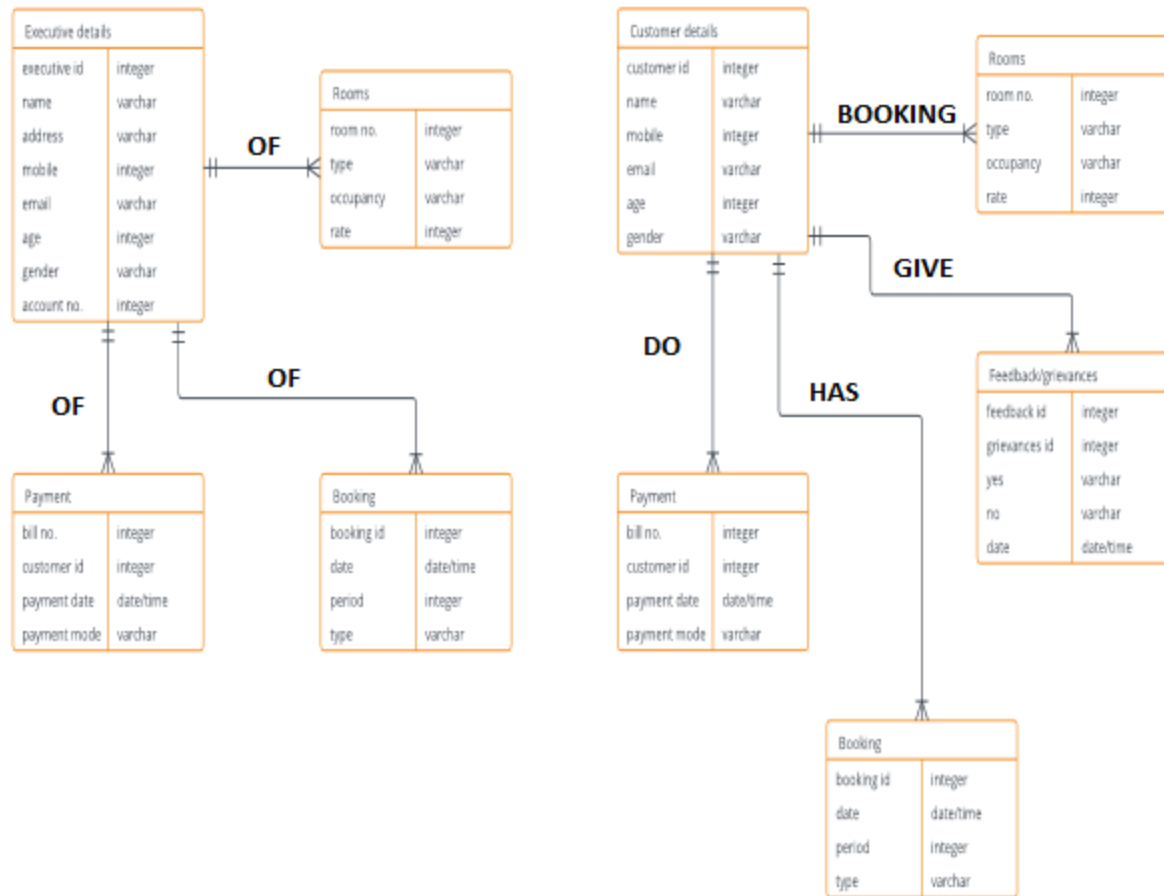 Executive details
executive id integer
name varchar
address varchar
mobile integer
email varchar
age integer
gender varchar
account no. integer
OF
Rooms
room no. integer
type varchar
occupancy varchar
rate integer
OF
OF
Payment
bill no. integer
customer id integer
payment date date/time
payment mode varchar
Booking
booking id integer
date date/time
period integer
type varchar
Customer details
customer id integer
name varchar
mobile integer
email varchar
age integer
gender varchar
BOOKING
Rooms
room no. integer
type varchar
occupancy varchar
rate integer
GIVE
DO
HAS
Feedback/grievances
feedback id integer
grievances id integer
yes varchar
no varchar
date date/time
Payment
bill no. integer
customer id integer
payment date date/time
payment mode varchar
Booking
booking id integer
date date/time
period integer
type varchar